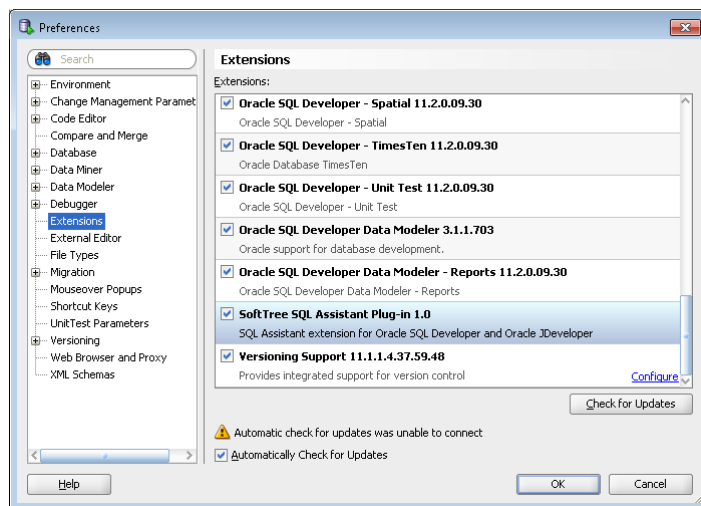 Preferences
Search
Environment
Change Management Paramet
Code Editor
Compare and Merge
Database
Data Miner
Data Modeler
Debugger
Extensions
External Editor
File Types
Migration
Mouseover Popups
Shortcut Keys
UnitTest Parameters
Versioning
Web Browser and Proxy
XML Schemas
Extensions
Extensions:
Oracle SQL Developer - Spatial 11.2.0.09.30
Oracle SQL Developer - Spatial
Oracle SQL Developer - TimesTen 11.2.0.09.30
Oracle Database TimesTen
Oracle SQL Developer - Unit Test 11.2.0.09.30
Oracle SQL Developer - Unit Test
Oracle SQL Developer Data Modeler 3.1.1.703
Oracle support for database development.
Oracle SQL Developer Data Modeler - Reports 11.2.0.09.30
Oracle SQL Developer Data Modeler - Reports
SoftTree SQL Assistant Plug-in 1.0
SQL Assistant extension for Oracle SQL Developer and Oracle JDeveloper
Versioning Support 11.1.1.4.37.59.48
Provides integrated support for version control Configure
Check for Updates
Automatic check for updates was unable to connect
Automatically Check for Updates
Help OK Cancel